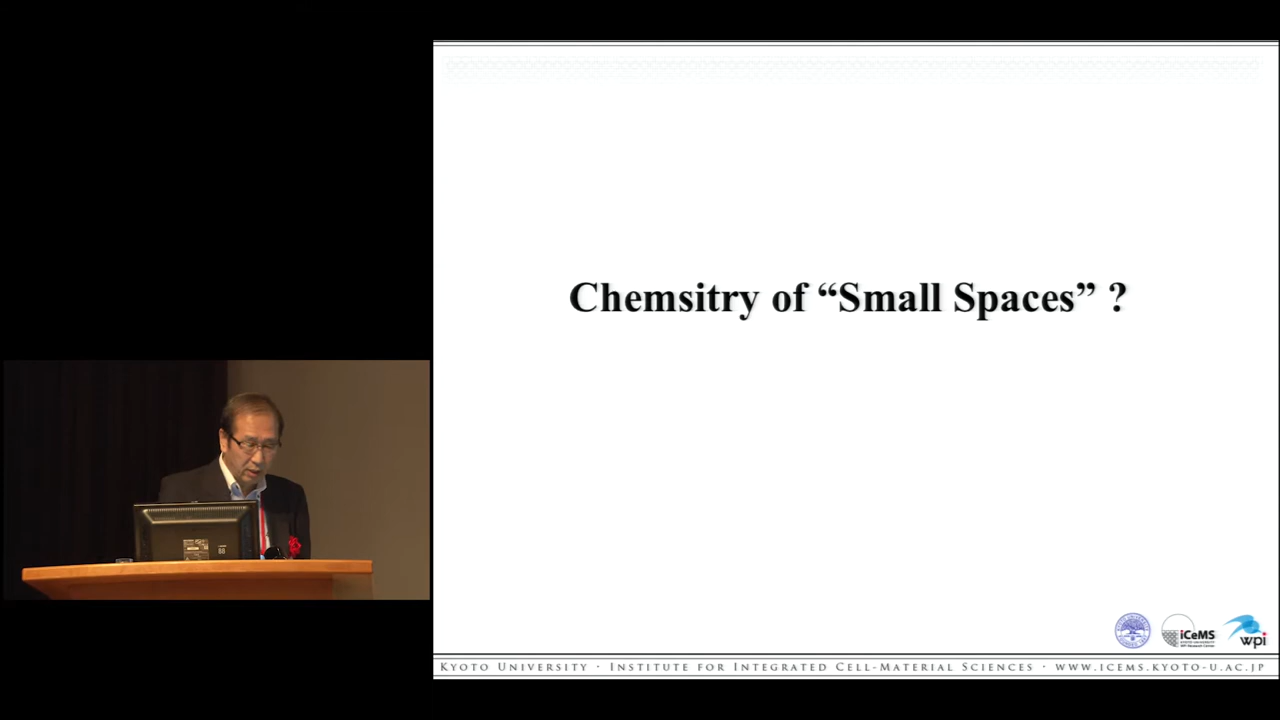 Chemsitry of “Small Spaces” ?
iCeMS
wpi
KYOTO UNIVERSITY · INSTITUTE FOR INTEGRATED CELL-MATERIAL SCIENCES · WWW.ICEMS.KYOTO-U.AC.JP